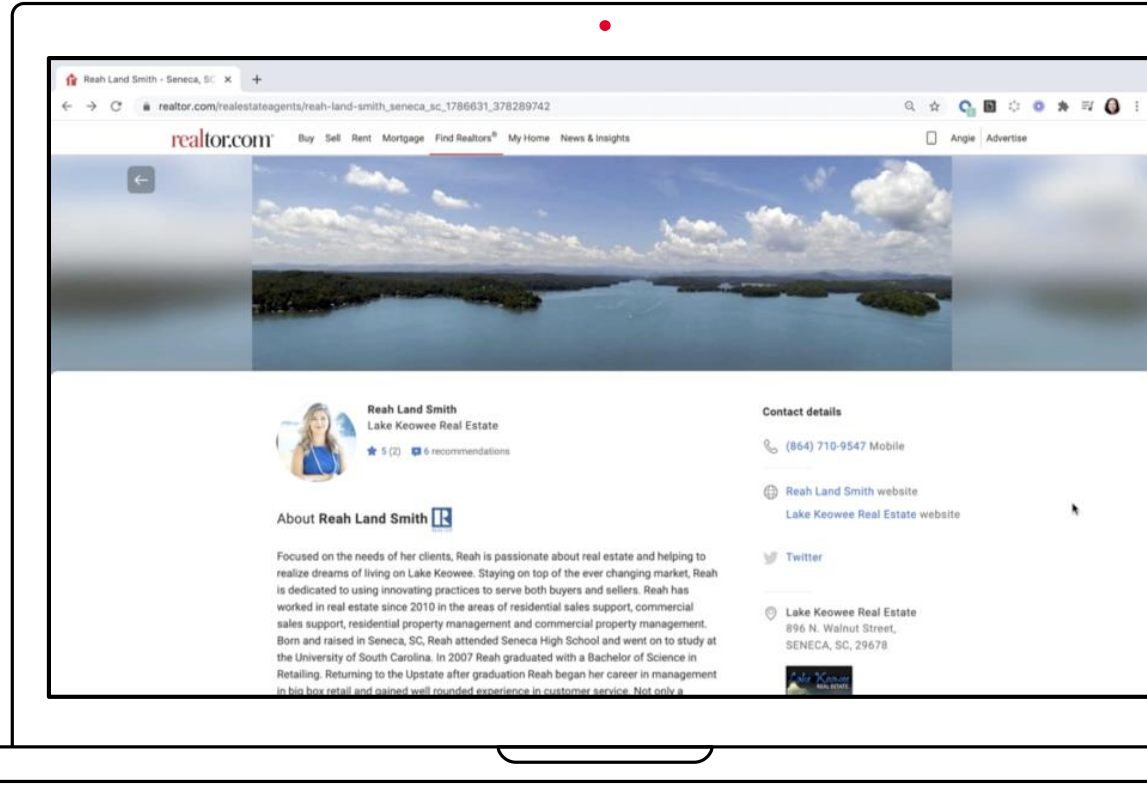 Reah Land Smith - Seneca, SC
realtor.com/realestateagents/reah-land-smith_seneca_sc_1786631_378289742
realtor.com®
Buy Sell Rent Mortgage Find Realtors® My Home News & Insights
Angie Advertise
Reah Land Smith
Lake Keowee Real Estate
5 (2) 6 recommendations
About Reah Land Smith
Focused on the needs of her clients, Reah is passionate about real estate and helping to
realize dreams of living on Lake Keowee. Staying on top of the ever changing market, Reah
is dedicated to using innovating practices to serve both buyers and sellers. Reah has
worked in real estate since 2010 in the areas of residential sales support, commercial
sales support, residential property management and commercial property management.
Born and raised in Seneca, SC, Reah attended Seneca High School and went on to study at
the University of South Carolina. In 2007 Reah graduated with a Bachelor of Science in
Retailing. Returning to the Upstate after graduation Reah began her career in management
in big box retail and gained well rounded experience in customer service. Not only a
Contact details
(864) 710-9547 Mobile
Reah Land Smith website
Lake Keowee Real Estate website
Twitter
Lake Keowee Real Estate
896 N. Walnut Street,
SENECA, SC, 29678
Lake Keowee
REAL ESTATE